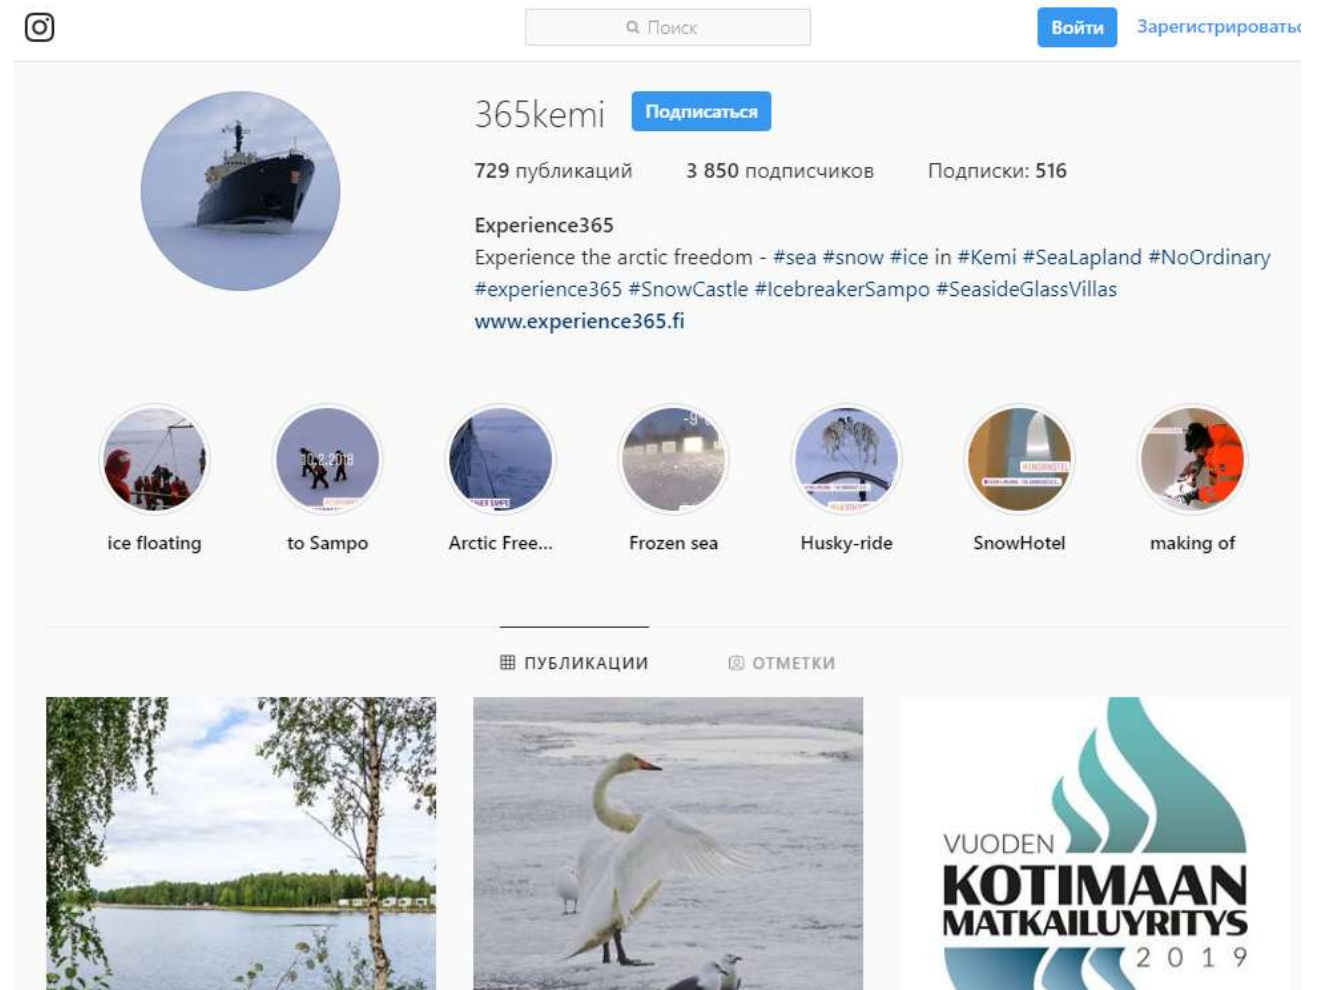 Поиск
Войти
Зарегистрироватьс
365kemi
Подписаться
729 публикаций 3 850 подписчиков Подписки: 516
Experience365
Experience the arctic freedom - #sea #snow #ice in #Kemi #SeaLapland #NoOrdinary
#experience365 #SnowCastle #IcebreakerSampo #SeasideGlassVillas
www.experience365.fi
ice floating
to Sampo
Arctic Free...
Frozen sea
Husky-ride
SnowHotel
making of
ПУБЛИКАЦИИ
ОТМЕТКИ
VUODEN
KOTIMAAN
MATKAILUYRITYS
2019